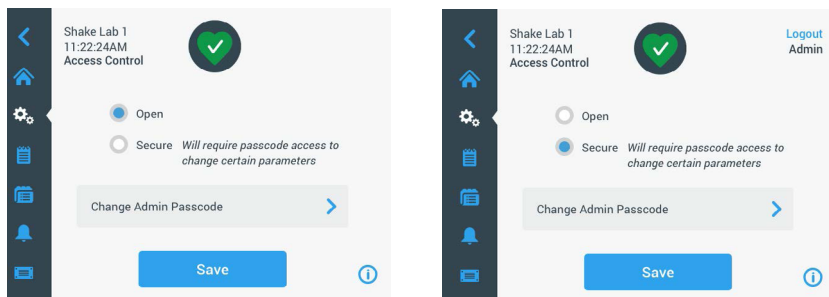 Shake Lab 1
11:22:24AM
Access Control
Open
Secure Will require passcode access to
change certain parameters
Change Admin Passcode
Save
Shake Lab 1
11:22:24AM
Access Control
Logout
Admin
Open
Secure Will require passcode access to
change certain parameters
Change Admin Passcode
Save